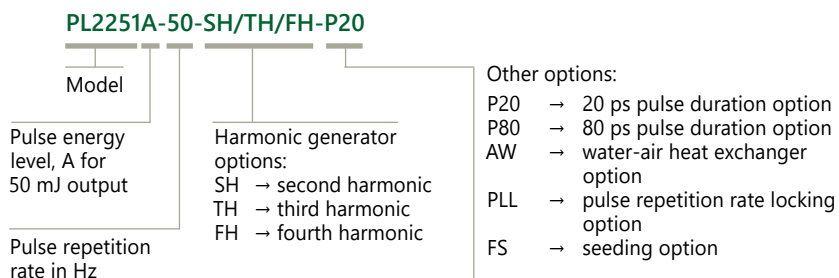 PL2251A-50-SH/TH/FH-P20
Model
Pulse energy
level, A for
50 mJ output
Pulse repetition
rate in Hz
Harmonic generator
options:
SH → second harmonic
TH → third harmonic
FH → fourth harmonic
Other options:
P20 → 20 ps pulse duration option
P80 → 80 ps pulse duration option
AW → water-air heat exchanger
option
PLL → pulse repetition rate locking
option
FS → seeding option